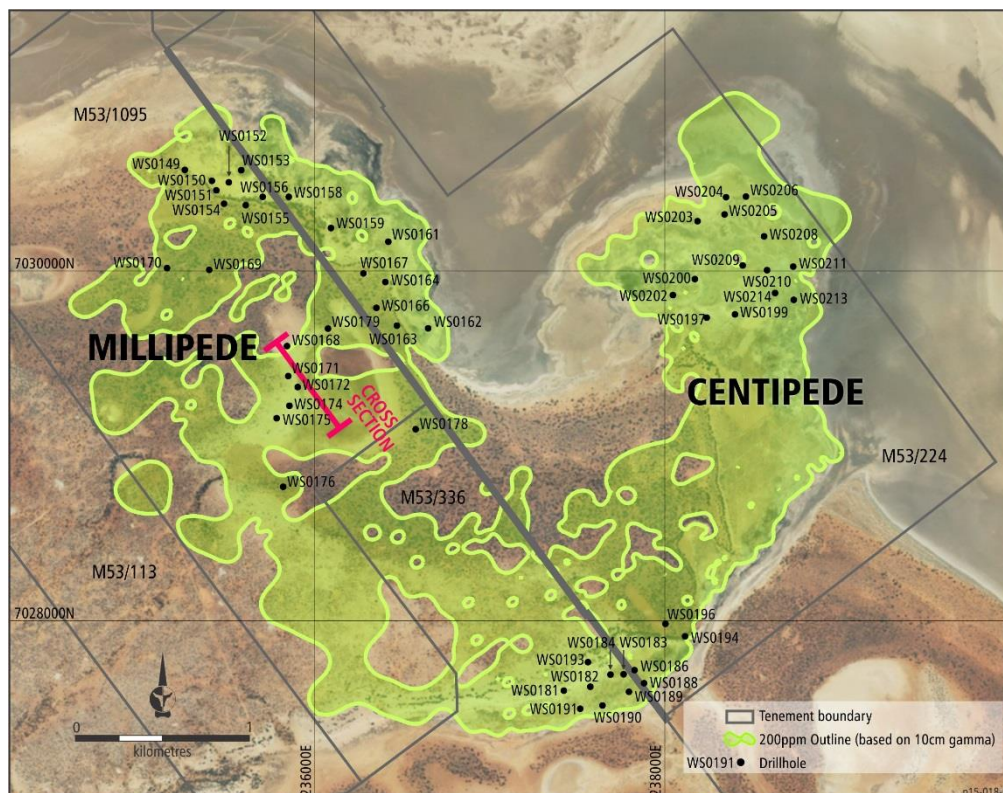 M53/1095
WS0152
WS0149
WS0153
WS0150
WS0156
WS0158
WS0151
WS0154
WS0155
WS0159
WS0161
WS0204
WS0206
WS0203
WS0205
WS0208
7030000N
WS0170
WS0169
WS0167
WS0164
WS0209
WS0211
WS0200
WS0210
WS0202
WS0214
WS0213
WS0166
WS0179
WS0162
WS0163
WS0197
WS0199
MILLIPEDE
WS0168
WS0171
WS0172
WS0174
WS0175
CROSS
SECTION
CENTIPEDE
WS0178
M53/224
WS0176
M53/336
M53/113
7028000N
WS0196
WS0184
WS0183
WS0194
WS0193
WS0182
WS0186
WS0181
WS0188
WS0189
WS0191
WS0190
0
1
kilometres
236000E
238000E
Tenement boundary
200ppm Outline (based on 10cm gamma)
WS0191
Drillhole